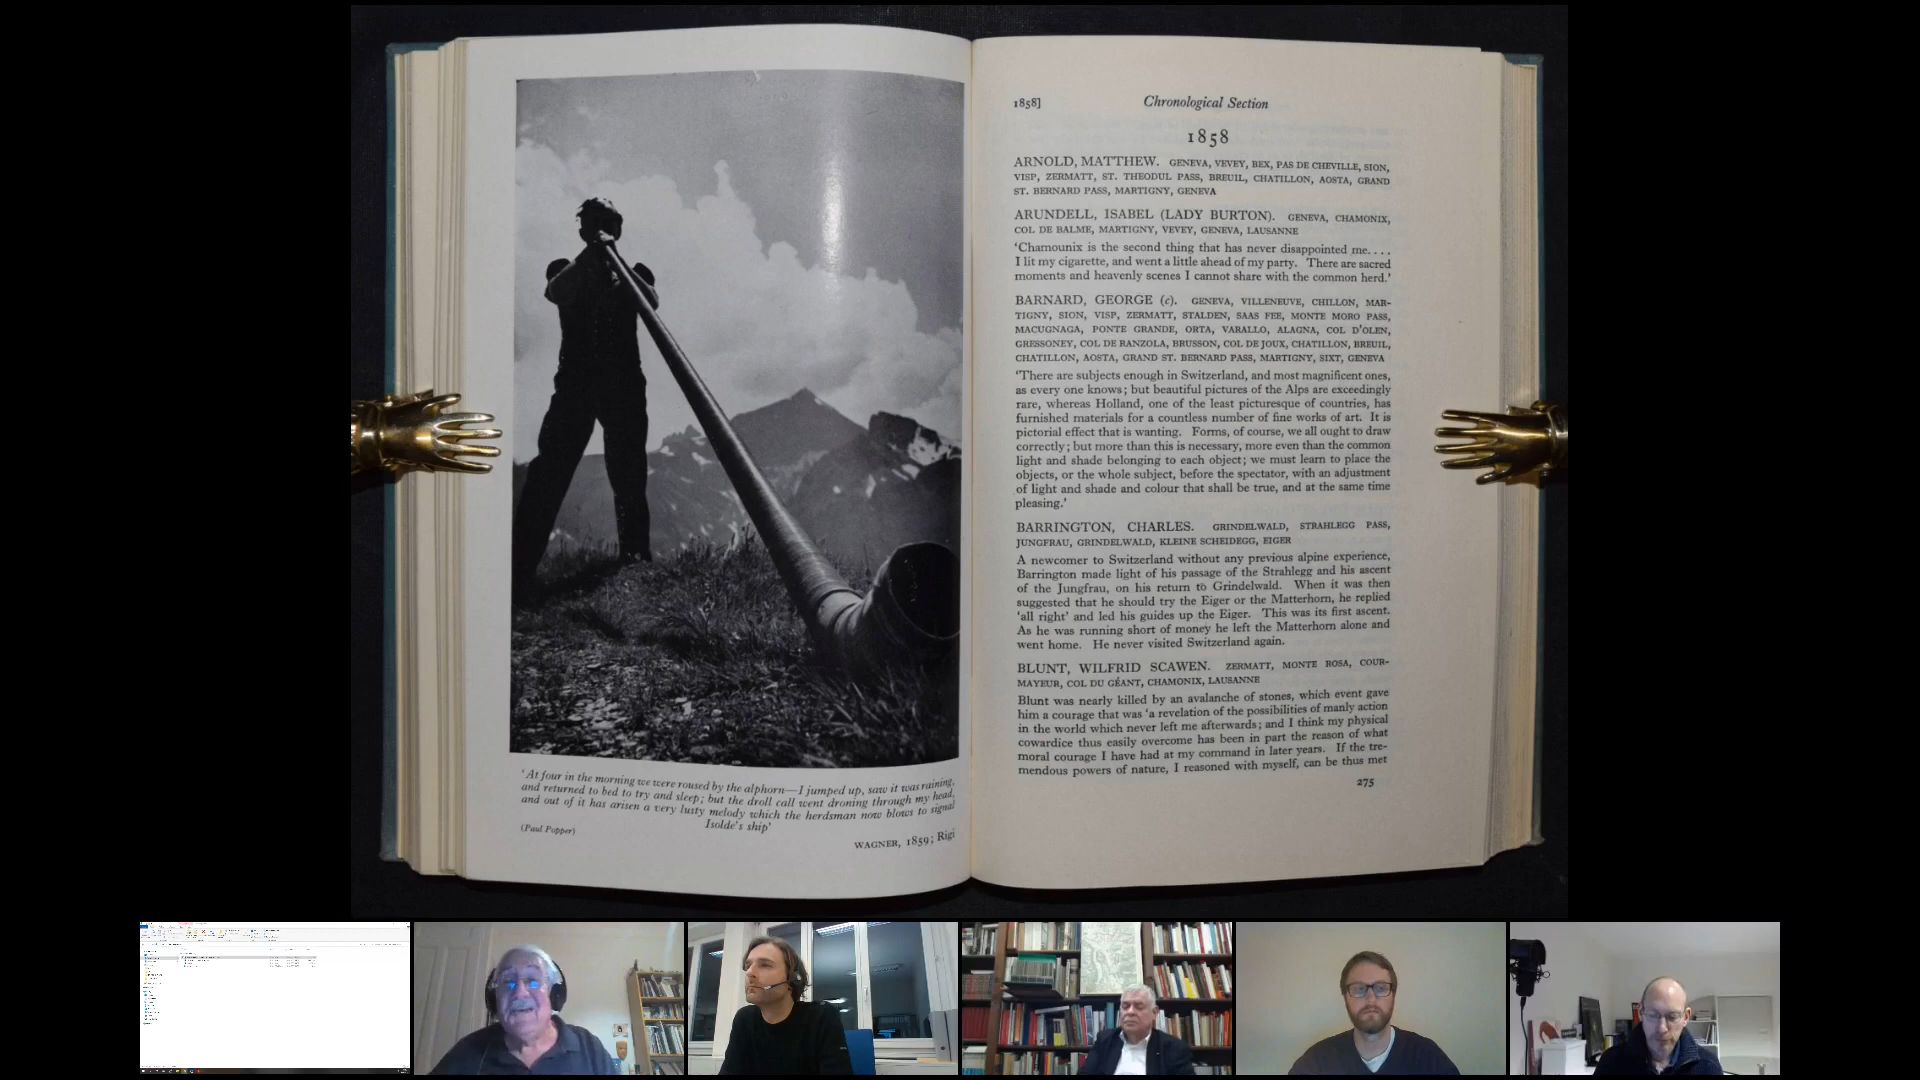 'At four in the morning we were roused by the alphorn—I jumped up, saw it was raining,
and returned to bed to try and sleep; but the droll call went droning through my head,
and out of it has arisen a very lusty melody which the herdsman now blows to signal
Isolde's ship'
(Paul Popper)
WAGNER, 1859; Rigi
1858]
Chronological Section
1858
ARNOLD, MATTHEW. GENEVA, VEVEY, BEX, PAS DE CHEVILLE, SION,
VISP, ZERMATT, ST. THEODUL PASS, BREUIL, CHATILLON, AOSTA, GRAND
ST. BERNARD PASS, MARTIGNY, GENEVA
ARUNDELL, ISABEL (LADY BURTON). GENEVA, CHAMONIX,
COL DE BALME, MARTIGNY, VEVEY, GENEVA, LAUSANNE
'Chamounix is the second thing that has never disappointed me. . . .
I lit my cigarette, and went a little ahead of my party. There are sacred
moments and heavenly scenes I cannot share with the common herd.'
BARNARD, GEORGE (c). GENEVA, VILLENEUVE, CHILLON, MAR-
TIGNY, SION, VISP, ZERMATT, STALDEN, SAAS FEE, MONTE MORO PASS,
MACUGNAGA, PONTE GRANDE, ORTA, VARALLO, ALAGNA, COL D'OLEN,
GRESSONEY, COL DE RANZOLA, BRUSSON, COL DE JOUX, CHATILLON, BREUIL,
CHATILLON, AOSTA, GRAND ST. BERNARD PASS, MARTIGNY, SIXT, GENEVA
'There are subjects enough in Switzerland, and most magnificent ones,
as every one knows; but beautiful pictures of the Alps are exceedingly
rare, whereas Holland, one of the least picturesque of countries, has
furnished materials for a countless number of fine works of art. It is
pictorial effect that is wanting. Forms, of course, we all ought to draw
correctly; but more than this is necessary, more even than the common
light and shade belonging to each object; we must learn to place the
objects, or the whole subject, before the spectator, with an adjustment
of light and shade and colour that shall be true, and at the same time
pleasing.'
BARRINGTON, CHARLES. GRINDELWALD, STRAHLEGG PASS,
JUNGFRAU, GRINDELWALD, KLEINE SCHEIDEGG, EIGER
A newcomer to Switzerland without any previous alpine experience,
Barrington made light of his passage of the Strahlegg and his ascent
of the Jungfrau, on his return to Grindelwald. When it was then
suggested that he should try the Eiger or the Matterhorn, he replied
'all right' and led his guides up the Eiger. This was its first ascent.
As he was running short of money he left the Matterhorn alone and
went home. He never visited Switzerland again.
BLUNT, WILFRID SCAWEN. ZERMATT, MONTE ROSA, COUR-
MAYEUR, COL DU GÉANT, CHAMONIX, LAUSANNE
Blunt was nearly killed by an avalanche of stones, which event gave
him a courage that was 'a revelation of the possibilities of manly action
in the world which never left me afterwards; and I think my physical
cowardice thus easily overcome has been in part the reason of what
moral courage I have had at my command in later years. If the tre-
mendous powers of nature, I reasoned with myself, can be thus met
275